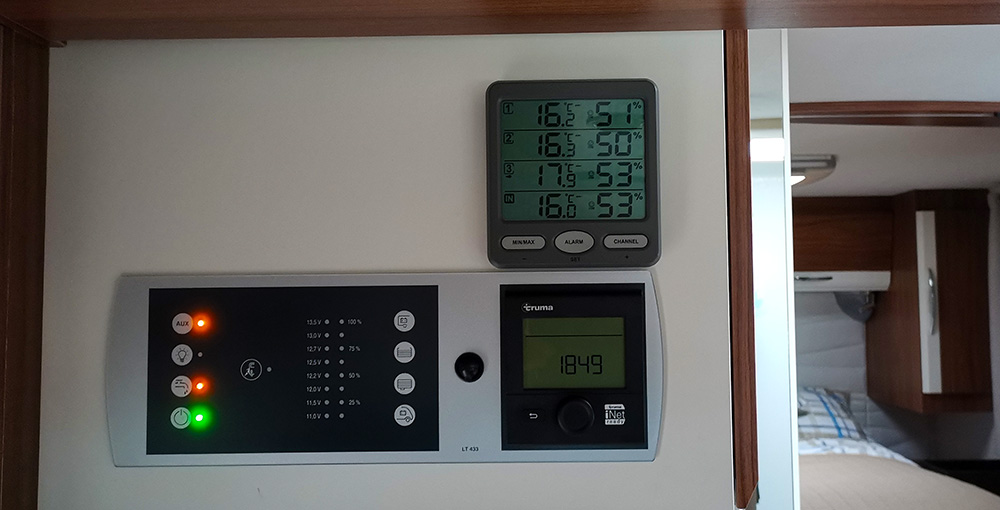 1 16.2 °C 51 %
2 16.3 °C 50 %
3 17.9 °C 53 %
IN 16.0 °C 53 %
MIN/MAX ALARM CHANNEL
- SET +
AUX
13,5 V 100 %
13,0 V
12,7 V 75 %
12,5 V
12,2 V 50 %
12,0 V
11,5 V 25 %
11,0 V
LT 433
truma
1849
iNet
ready